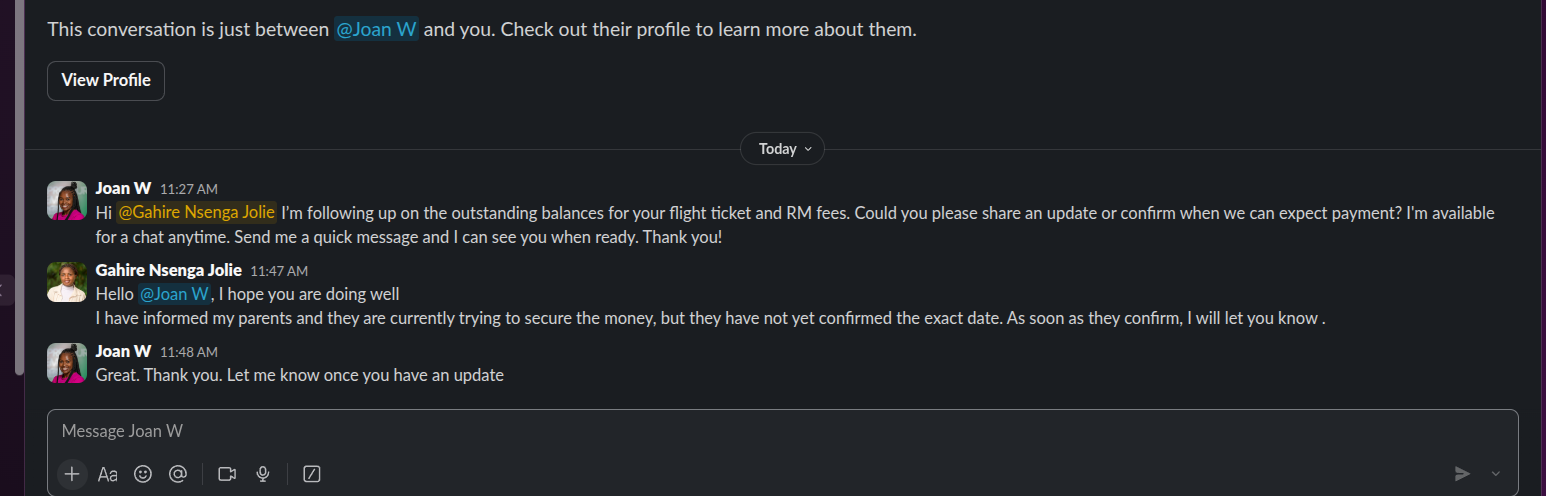 This conversation is just between @Joan W and you. Check out their profile to learn more about them.
View Profile
Today
Joan W 11:27 AM
Hi @Gahire Nsenga Jolie I'm following up on the outstanding balances for your flight ticket and RM fees. Could you please share an update or confirm when we can expect payment? I'm available
for a chat anytime. Send me a quick message and I can see you when ready. Thank you!
Gahire Nsenga Jolie 11:47 AM
Hello @Joan W, I hope you are doing well
I have informed my parents and they are currently trying to secure the money, but they have not yet confirmed the exact date. As soon as they confirm, I will let you know .
Joan W 11:48 AM
Great. Thank you. Let me know once you have an update
Message Joan W
Aa